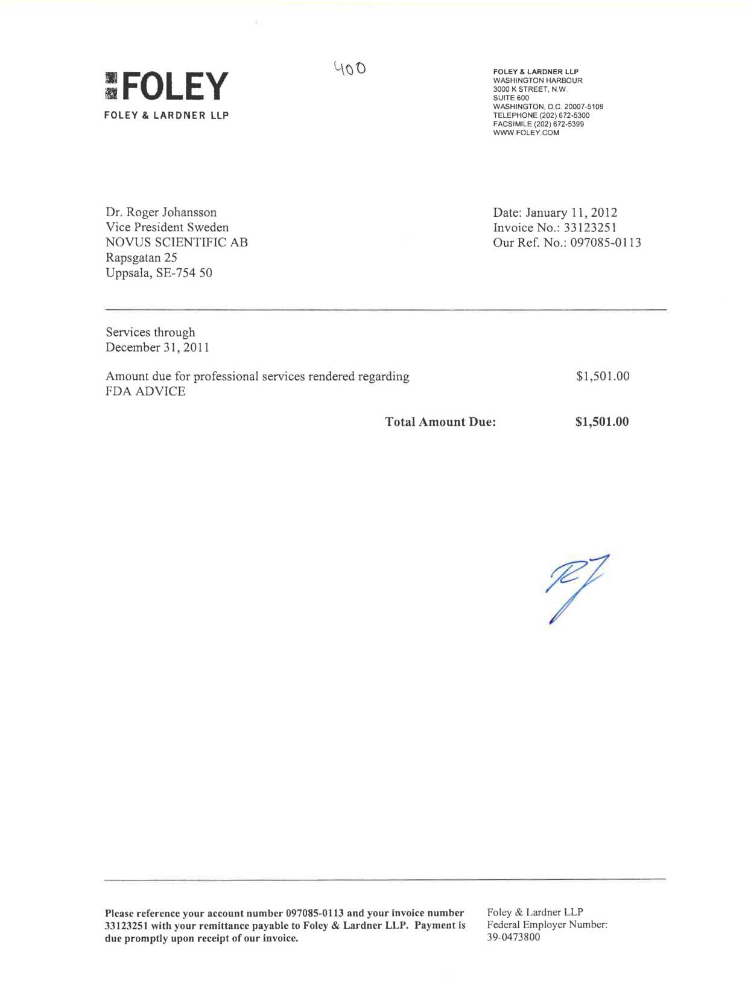 400
FOLEY
FOLEY & LARDNER LLP
FOLEY & LARDNER LLP
WASHINGTON HARBOUR
3000 K STREET, N.W.
SUITE 600
WASHINGTON, D.C. 20007-5109
TELEPHONE (202) 672-5300
FACSIMILE (202) 672-5399
WWW.FOLEY.COM
Dr. Roger Johansson
Vice President Sweden
NOVUS SCIENTIFIC AB
Rapsgatan 25
Uppsala, SE-754 50
Date: January 11, 2012
Invoice No.: 33123251
Our Ref. No.: 097085-0113
Services through
December 31, 2011
Amount due for professional services rendered regarding $1,501.00
FDA ADVICE
Total Amount Due: $1,501.00
RJ
Please reference your account number 097085-0113 and your invoice number
33123251 with your remittance payable to Foley & Lardner LLP. Payment is
due promptly upon receipt of our invoice.
Foley & Lardner LLP
Federal Employer Number:
39-0473800